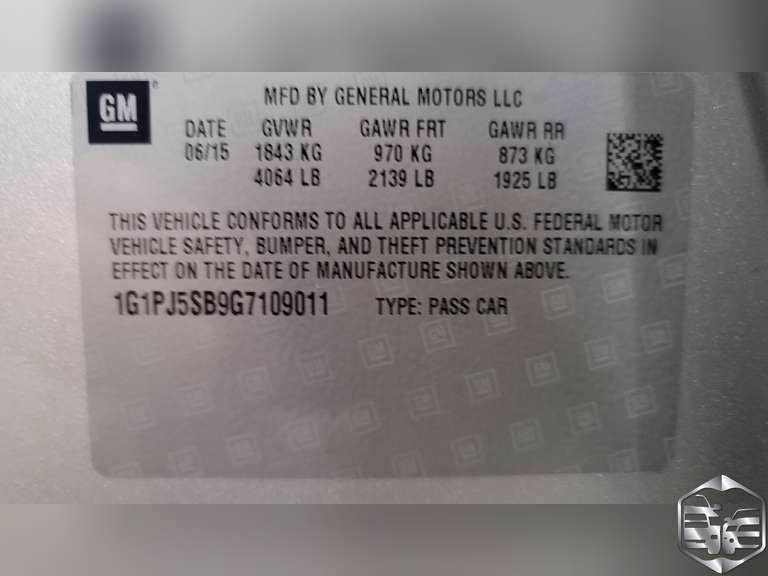 GM
®
MFD BY GENERAL MOTORS LLC
DATE GVWR GAWR FRT GAWR RR
06/15 1843 KG 970 KG 873 KG
4064 LB 2139 LB 1925 LB
THIS VEHICLE CONFORMS TO ALL APPLICABLE U.S. FEDERAL MOTOR
VEHICLE SAFETY, BUMPER, AND THEFT PREVENTION STANDARDS IN
EFFECT ON THE DATE OF MANUFACTURE SHOWN ABOVE.
1G1PJ5SB9G7109011 TYPE: PASS CAR